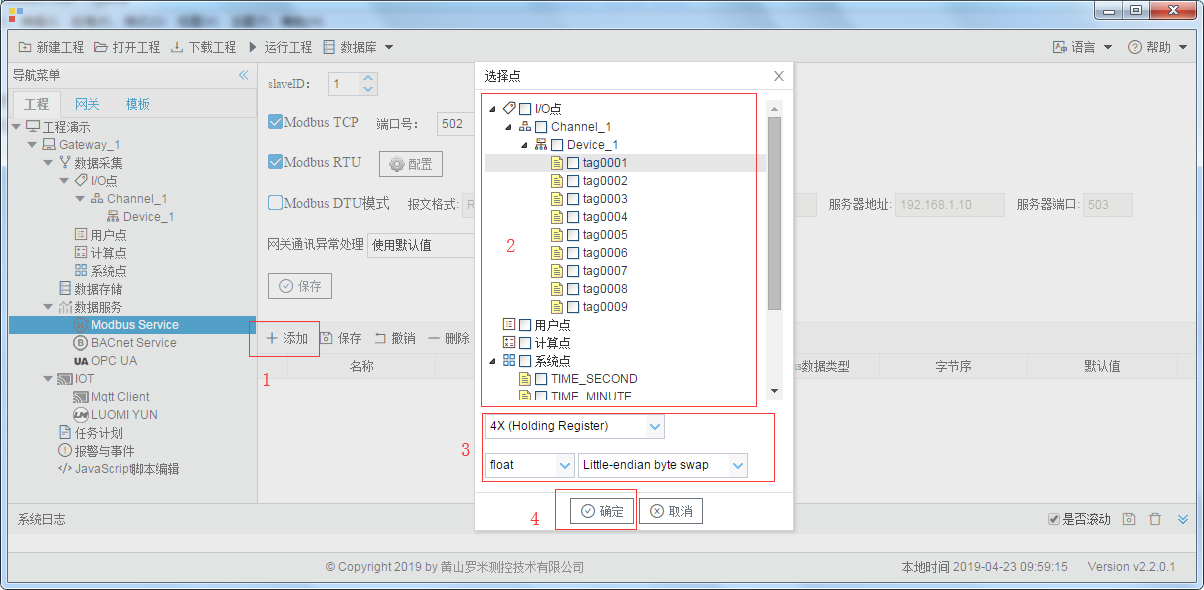 新建工程 打开工程 下载工程 运行工程 数据库 语言 帮助
导航菜单
工程 网关 模板
工程演示
Gateway_1
数据采集
I/O点
Channel_1
Device_1
用户点
计算点
系统点
数据存储
数据服务
Modbus Service
BACnet Service
UA OPC UA
IOT
Mqtt Client
LUOMI YUN
任务计划
报警与事件
JavaScript脚本编辑
slaveID： 1
Modbus TCP 端口号： 502
Modbus RTU 配置
Modbus DTU模式 报文格式: R 服务器地址: 192.168.1.10 服务器端口: 503
网关通讯异常处理 使用默认值
保存
添加 保存 撤销 删除
1
名称 数据类型 字节序 默认值
选择点
I/O点
Channel_1
Device_1
tag0001
tag0002
tag0003
tag0004
tag0005
tag0006
tag0007
tag0008
tag0009
用户点
计算点
系统点
TIME_SECOND
TIME_MINUTE
2
4X (Holding Register)
3
float Little-endian byte swap
4
确定 取消
系统日志 是否滚动
© Copyright 2019 by 黄山罗米测控技术有限公司 本地时间 2019-04-23 09:59:15 Version v2.2.0.1